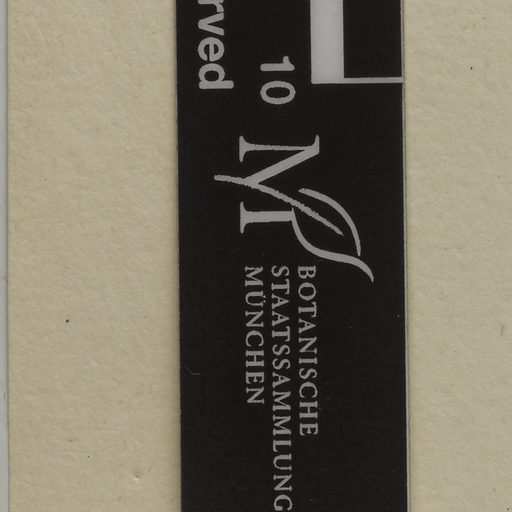 rved
10
M
BOTANISCHE
STAATSSAMMLUNG
MÜNCHEN